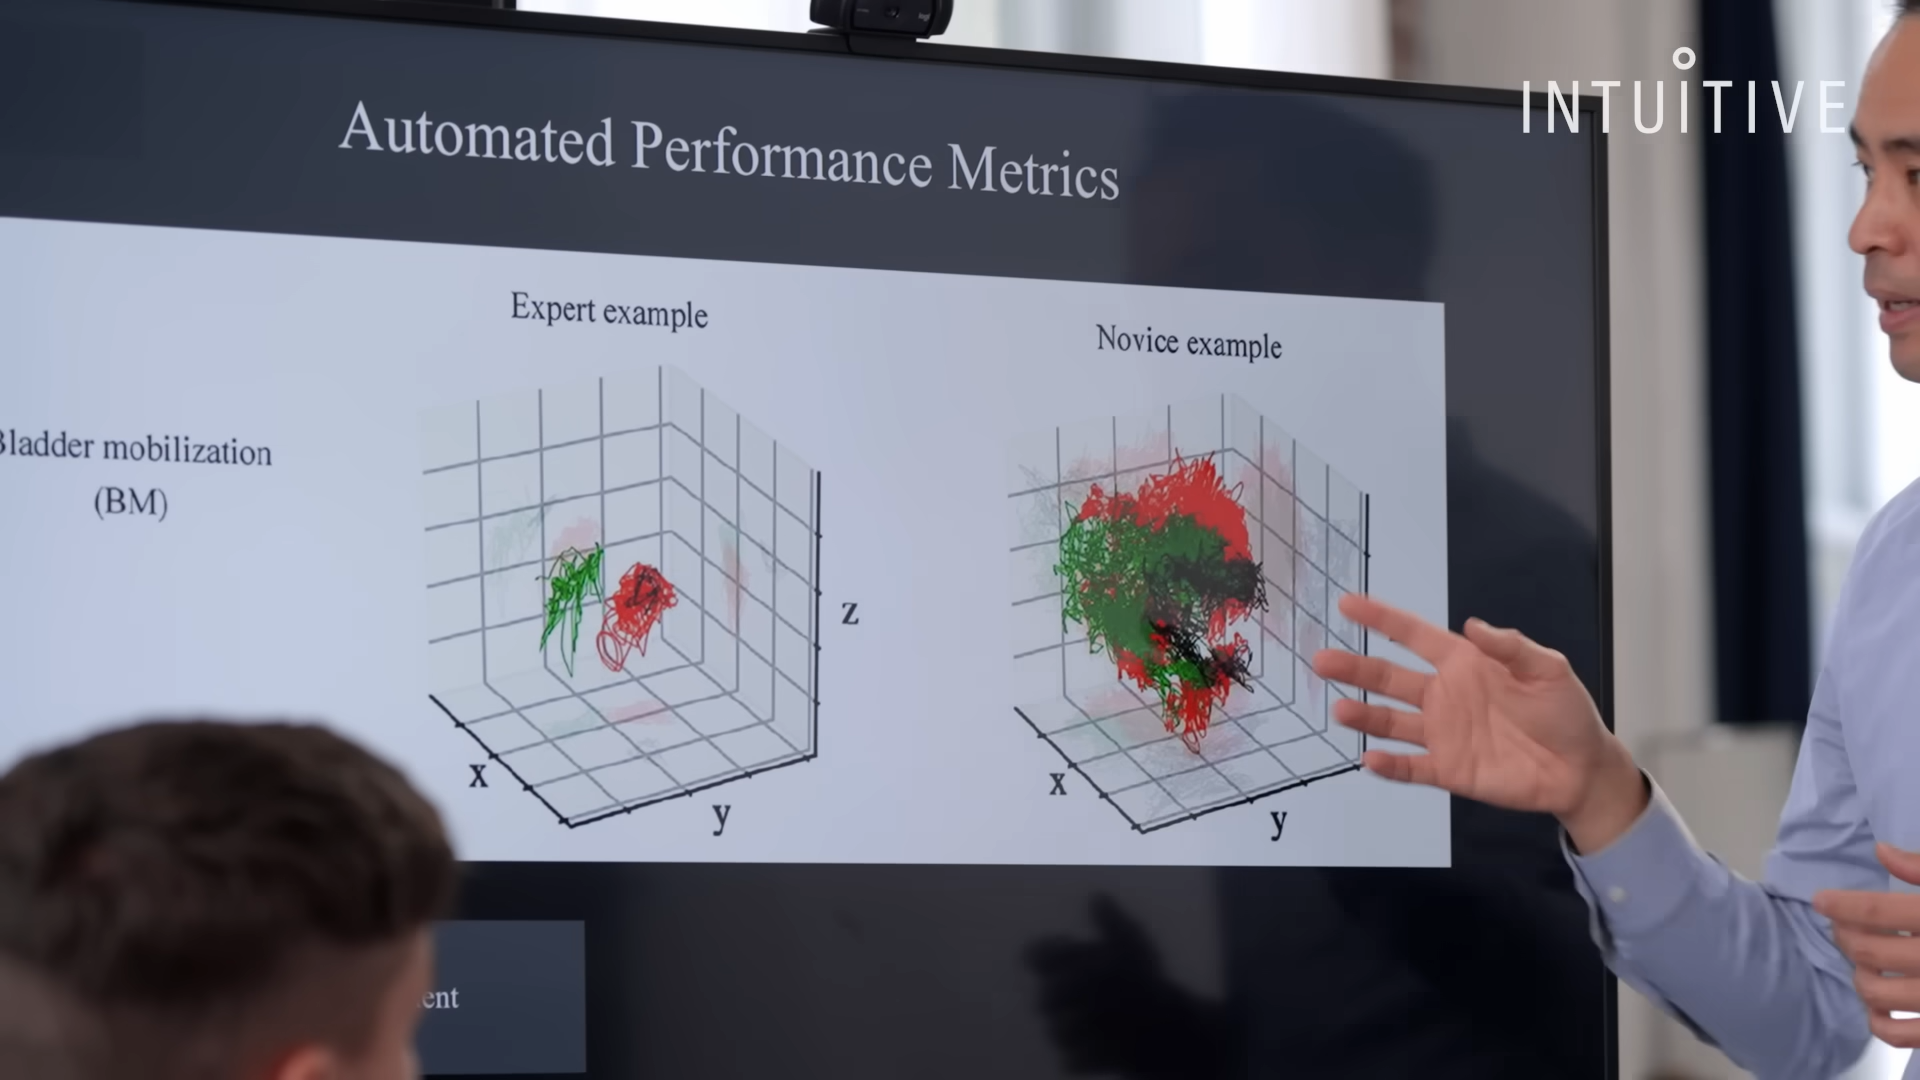 INTUITIVE
Automated Performance Metrics
Expert example
Novice example
Bladder mobilization
(BM)
z
x
y
x
y